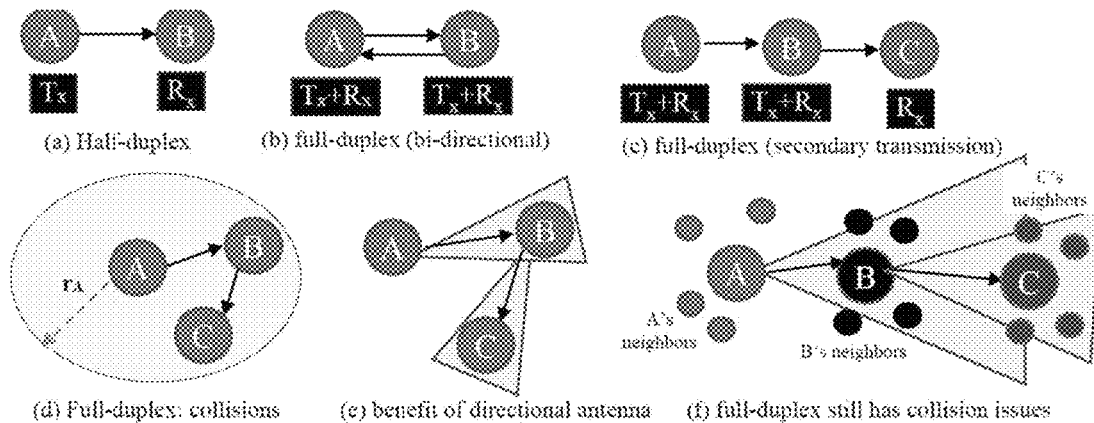 A B
Tx Rx
(a) Half-duplex
A B
Tx+Rx Tx+Rx
(b) full-duplex (bi-directional)
A B C
Tx+Rx Tx+Rx Rx
(c) full-duplex (secondary transmission)
A B C
rA
(d) Full-duplex: collisions
A B C
(e) benefit of directional antenna
C's
neighbors
A B C
A's
neighbors
B's neighbors
(f) full-duplex still has collision issues